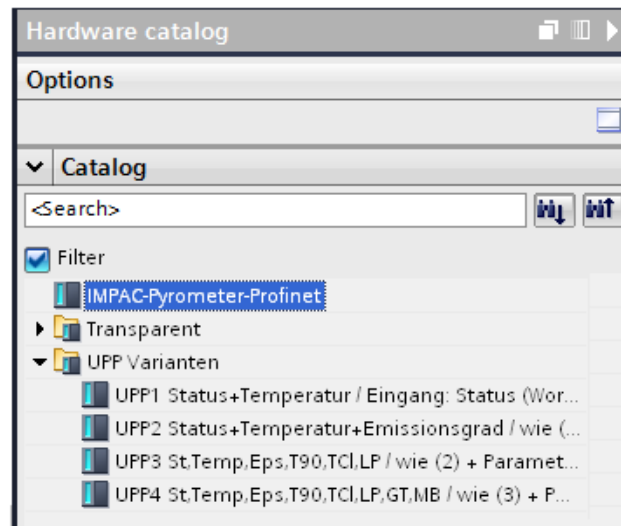 Hardware catalog
Options
Catalog
<Search>
Filter
IMPAC-Pyrometer-Profinet
Transparent
UPP Varianten
UPP1 Status+Temperatur / Eingang: Status (Wor...
UPP2 Status+Temperatur+Emissionsgrad / wie (...
UPP3 St,Temp,Eps,T90,TCl,LP / wie (2) + Paramet...
UPP4 St,Temp,Eps,T90,TCl,LP,GT,MB / wie (3) + P...